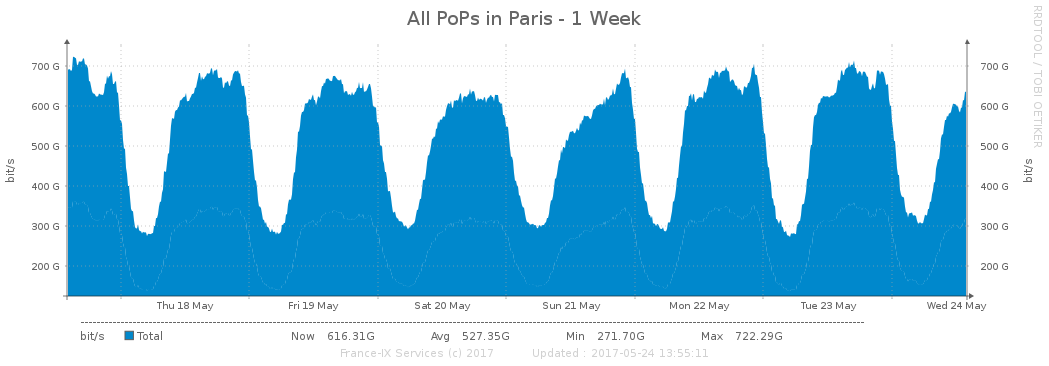 All PoPs in Paris - 1 Week
RRDTOOL / TOBI OETIKER
bit/s
700 G
600 G
500 G
400 G
300 G
200 G
700 G
600 G
500 G
400 G
300 G
200 G
bit/s
Thu 18 May Fri 19 May Sat 20 May Sun 21 May Mon 22 May Tue 23 May Wed 24 May
bit/s Total Now 616.31G Avg 527.35G Min 271.70G Max 722.29G
France-IX Services (c) 2017 Updated : 2017-05-24 13:55:11